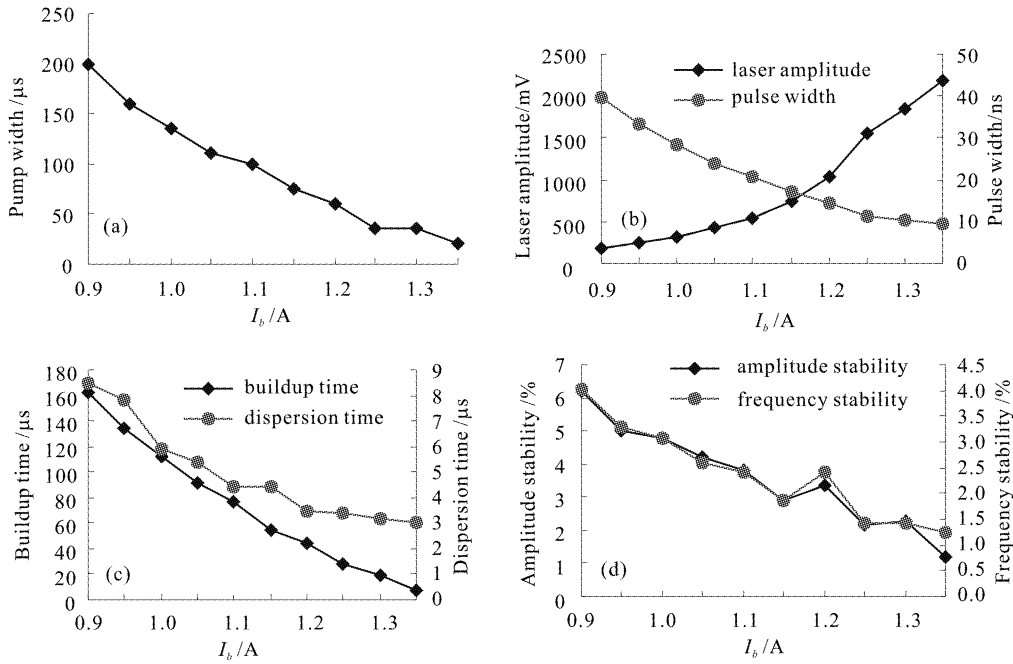 250
200
150
100
50
0
Pump width /μs
(a)
0.9 1.0 1.1 1.2 1.3
I_b /A
2500
2000
1500
1000
500
0
Laser amplitude/mV
laser amplitude
pulse width
(b)
50
40
30
20
10
0
Pulse width/ns
0.9 1.0 1.1 1.2 1.3
I_b /A
180
160
140
120
100
80
60
40
20
0
Buildup time /μs
buildup time
dispersion time
(c)
9
8
7
6
5
4
3
2
1
0
Dispersion time /μs
0.9 1.0 1.1 1.2 1.3
I_b /A
7
6
5
4
3
2
1
0
Amplitude stability /%
amplitude stability
frequency stability
(d)
4.5
4.0
3.5
3.0
2.5
2.0
1.5
1.0
0.5
0.0
Frequency stability /%
0.9 1.0 1.1 1.2 1.3
I_b /A